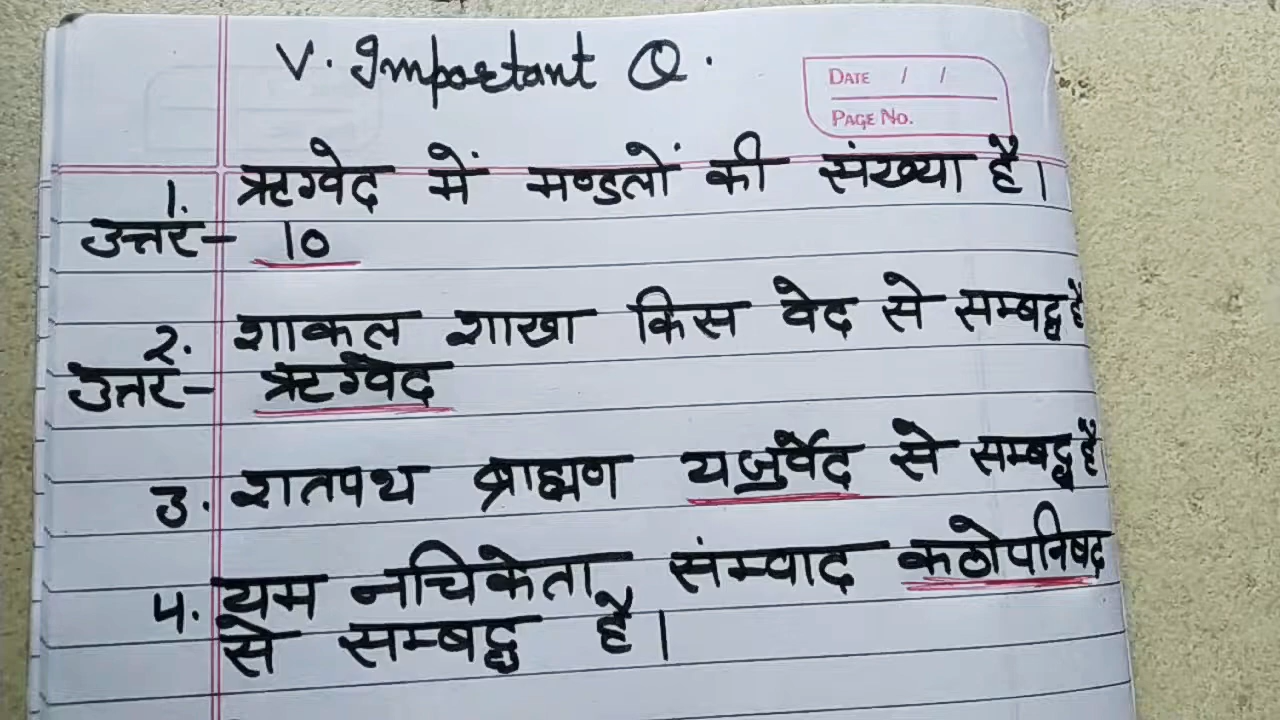 V. Important Q.
DATE / /
PAGE No.
1. ऋग्वेद में मण्डलों की संख्या है।
उत्तर- 10
2. शाकल शाखा किस वेद से सम्बद्ध है
उत्तर- ऋग्वेद
3. शतपथ ब्राह्मण यजुर्वेद से सम्बद्ध है
4. यम नचिकेता संम्वाद कठोपनिषद
से सम्बद्ध है।